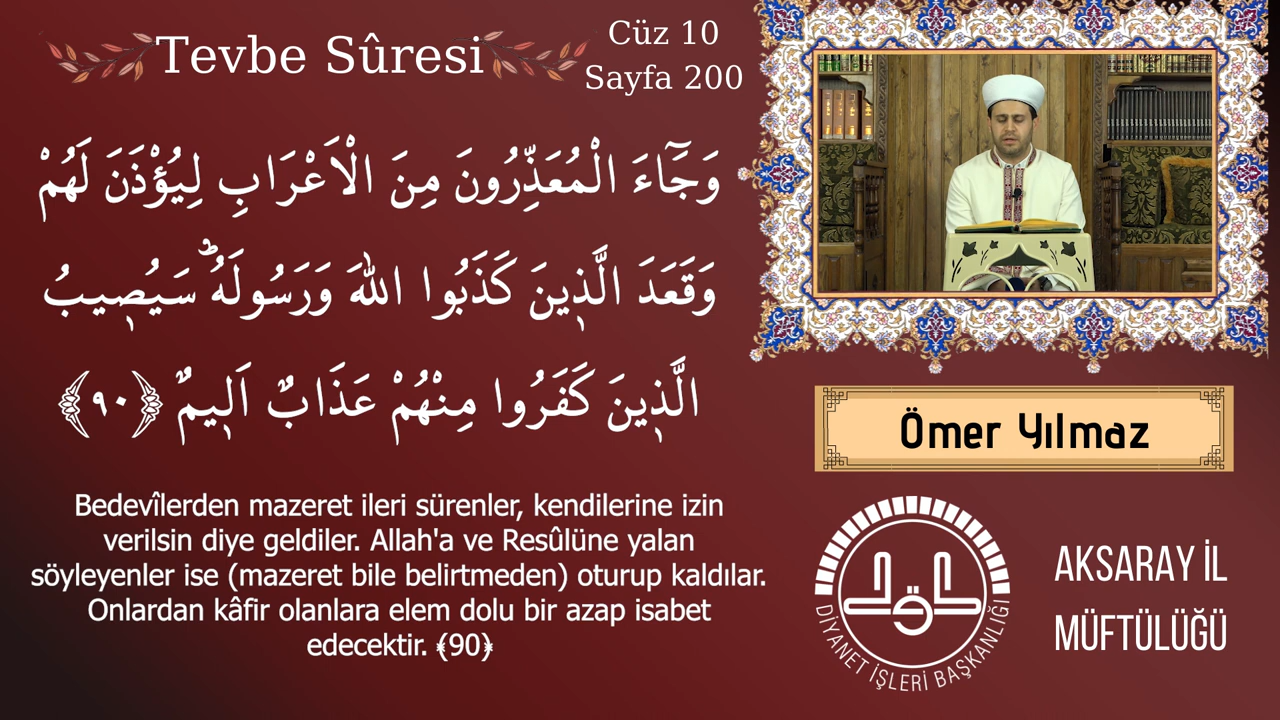 Tevbe Sûresi
Cüz 10
Sayfa 200
وَجَٓاءَ الْمُعَذِّرُونَ مِنَ الْاَعْرَابِ لِيُؤْذَنَ لَهُمْ
وَقَعَدَ الَّذ۪ينَ كَذَبُوا اللّٰهَ وَرَسُولَهُۜ سَيُص۪يبُ
الَّذ۪ينَ كَفَرُوا مِنْهُمْ عَذَابٌ اَل۪يمٌ ﴿٩٠﴾
Bedevîlerden mazeret ileri sürenler, kendilerine izin
verilsin diye geldiler. Allah'a ve Resûlüne yalan
söyleyenler ise (mazeret bile belirtmeden) oturup kaldılar.
Onlardan kâfir olanlara elem dolu bir azap isabet
edecektir. ﴾90﴿
Ömer Yılmaz
DİYANET İŞLERİ BAŞKANLIĞI
AKSARAY İL
MÜFTÜLÜĞÜ